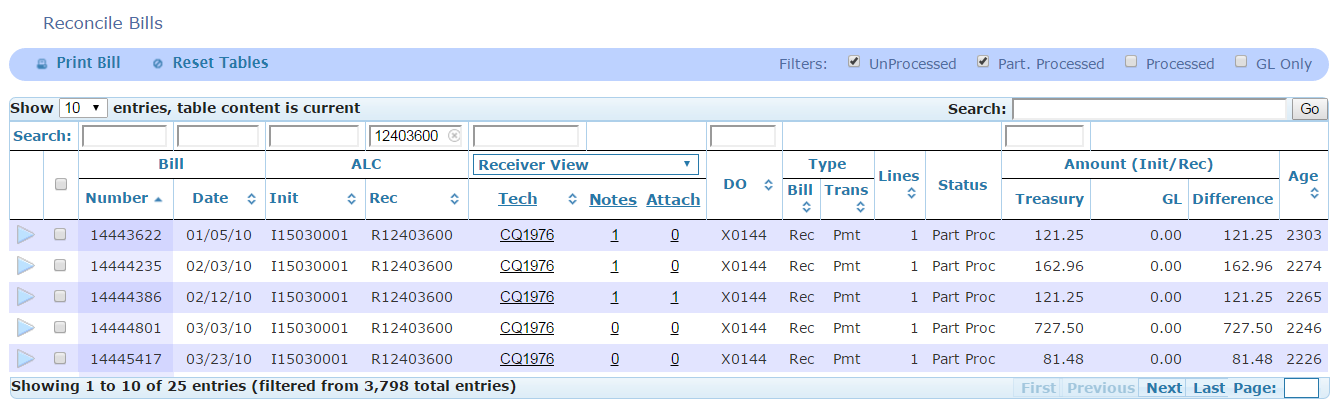 Reconcile Bills
Print Bill Reset Tables Filters: UnProcessed Part. Processed Processed GL Only
Show 10 entries, table content is current Search: Go
Search: 12403600
Bill ALC Receiver View DO Type Lines Status Amount (Init/Rec) Age
Number Date Init Rec Tech Notes Attach Bill Trans Treasury GL Difference
14443622 01/05/10 I15030001 R12403600 CQ1976 1 0 X0144 Rec Pmt 1 Part Proc 121.25 0.00 121.25 2303
14444235 02/03/10 I15030001 R12403600 CQ1976 1 0 X0144 Rec Pmt 1 Part Proc 162.96 0.00 162.96 2274
14444386 02/12/10 I15030001 R12403600 CQ1976 1 1 X0144 Rec Pmt 1 Part Proc 121.25 0.00 121.25 2265
14444801 03/03/10 I15030001 R12403600 CQ1976 0 0 X0144 Rec Pmt 1 Part Proc 727.50 0.00 727.50 2246
14445417 03/23/10 I15030001 R12403600 CQ1976 0 0 X0144 Rec Pmt 1 Part Proc 81.48 0.00 81.48 2226
Showing 1 to 10 of 25 entries (filtered from 3,798 total entries) First Previous Next Last Page: